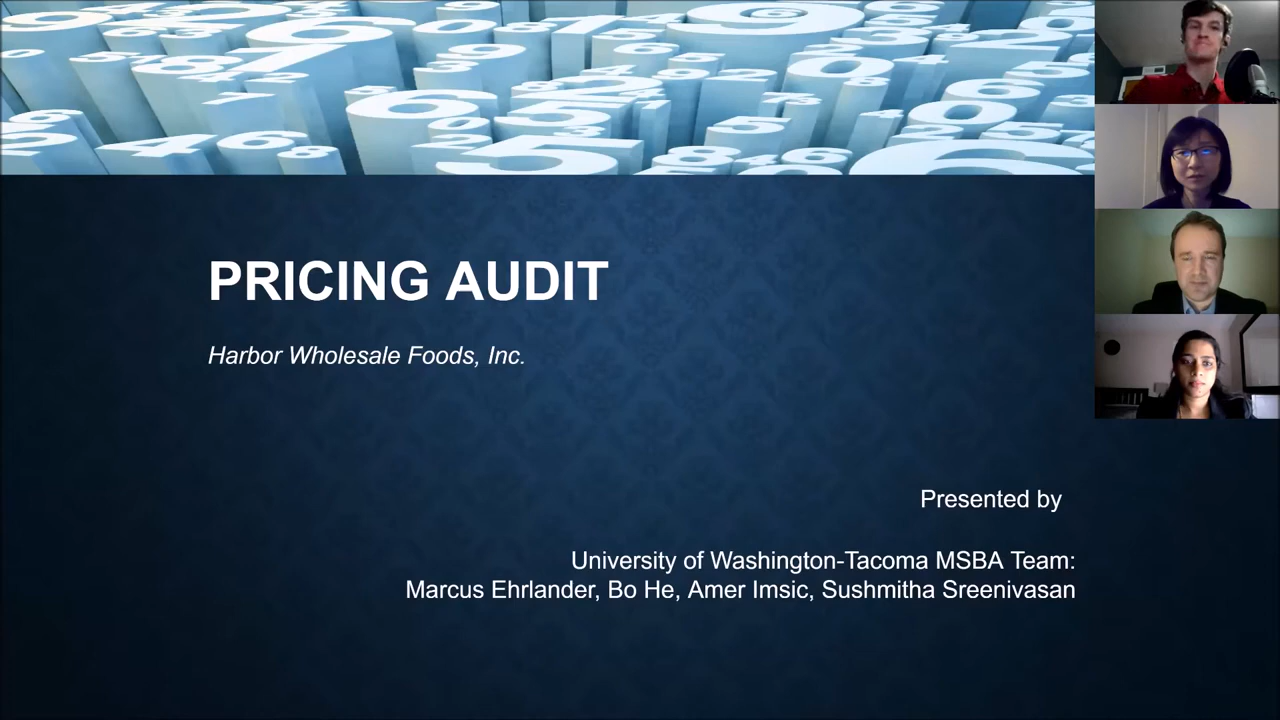 PRICING AUDIT
Harbor Wholesale Foods, Inc.
Presented by
University of Washington-Tacoma MSBA Team:
Marcus Ehrlander, Bo He, Amer Imsic, Sushmitha Sreenivasan